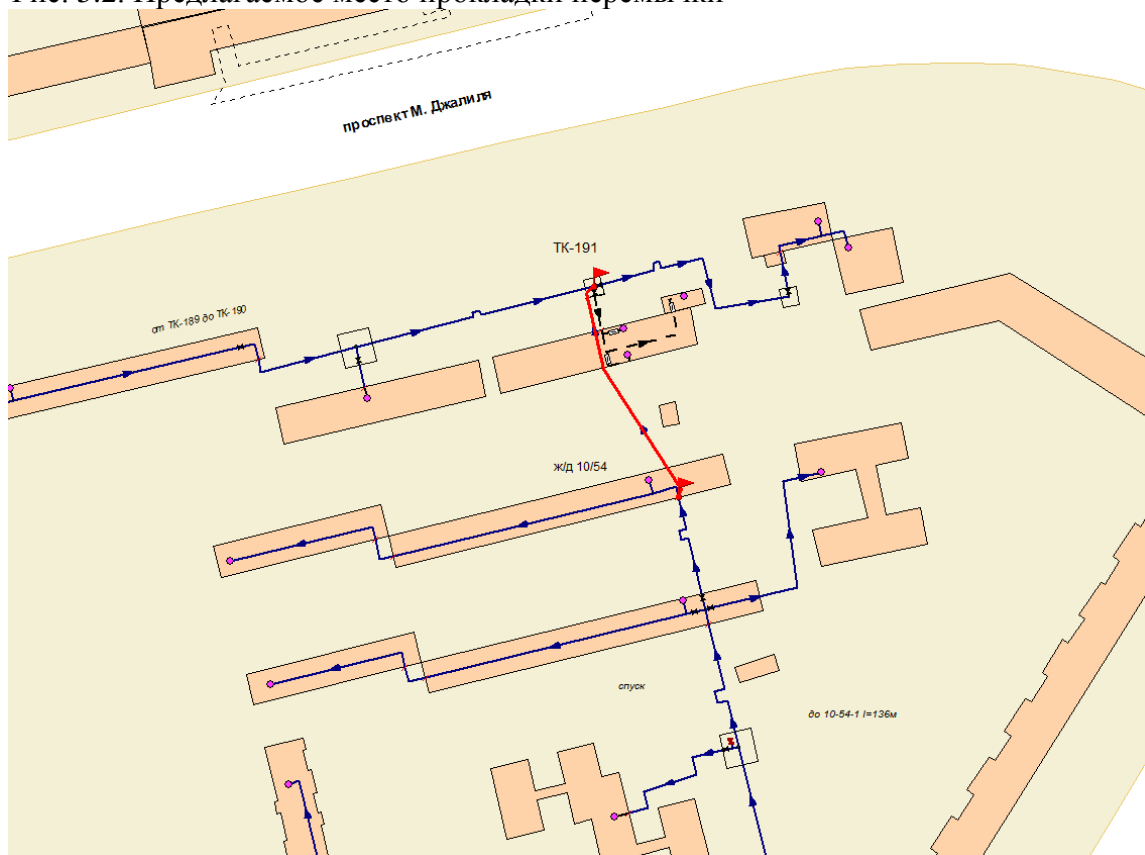 Рис. 3.2. Предлагаемое место прокладки перемычки
проспект М. Джалиля
ТК-191
от ТК-189 до ТК-190
ж/д 10/54
спуск
до 10-54-1 l=136м